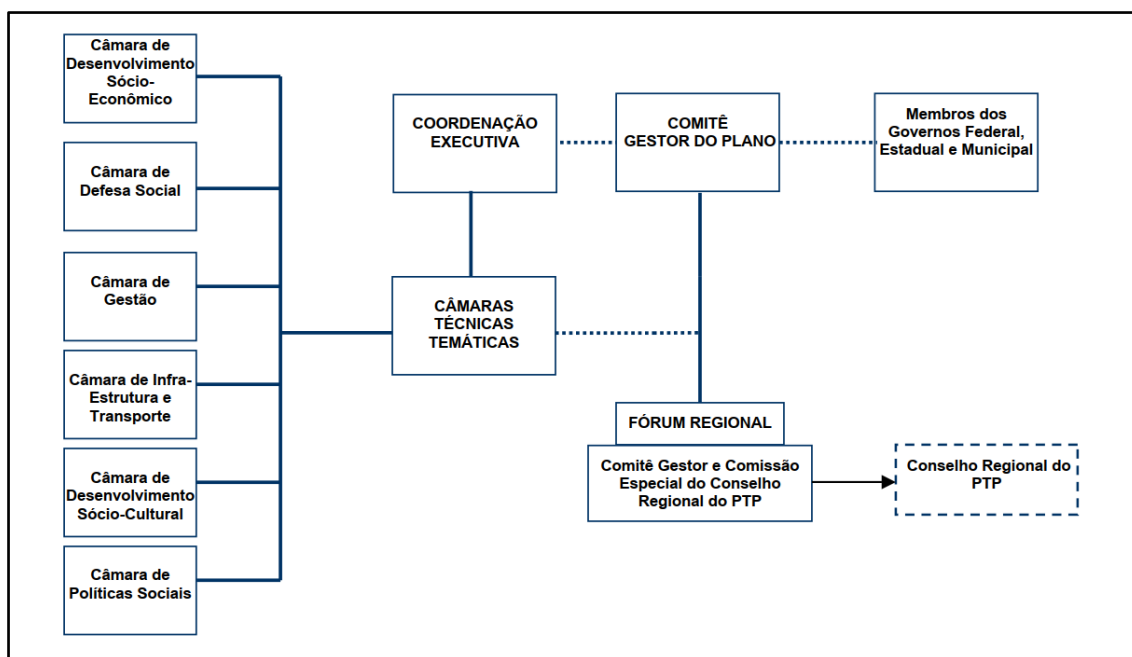 Câmara de
Desenvolvimento
Sócio-
Econômico
Câmara de
Defesa Social
Câmara de
Gestão
Câmara de Infra-
Estrutura e
Transporte
Câmara de
Desenvolvimento
Sócio-Cultural
Câmara de
Políticas Sociais
COORDENAÇÃO
EXECUTIVA
CÂMARAS
TÉCNICAS
TEMÁTICAS
COMITÊ
GESTOR DO PLANO
Membros dos
Governos Federal,
Estadual e Municipal
FÓRUM REGIONAL
Comitê Gestor e Comissão
Especial do Conselho
Regional do PTP
Conselho Regional do
PTP